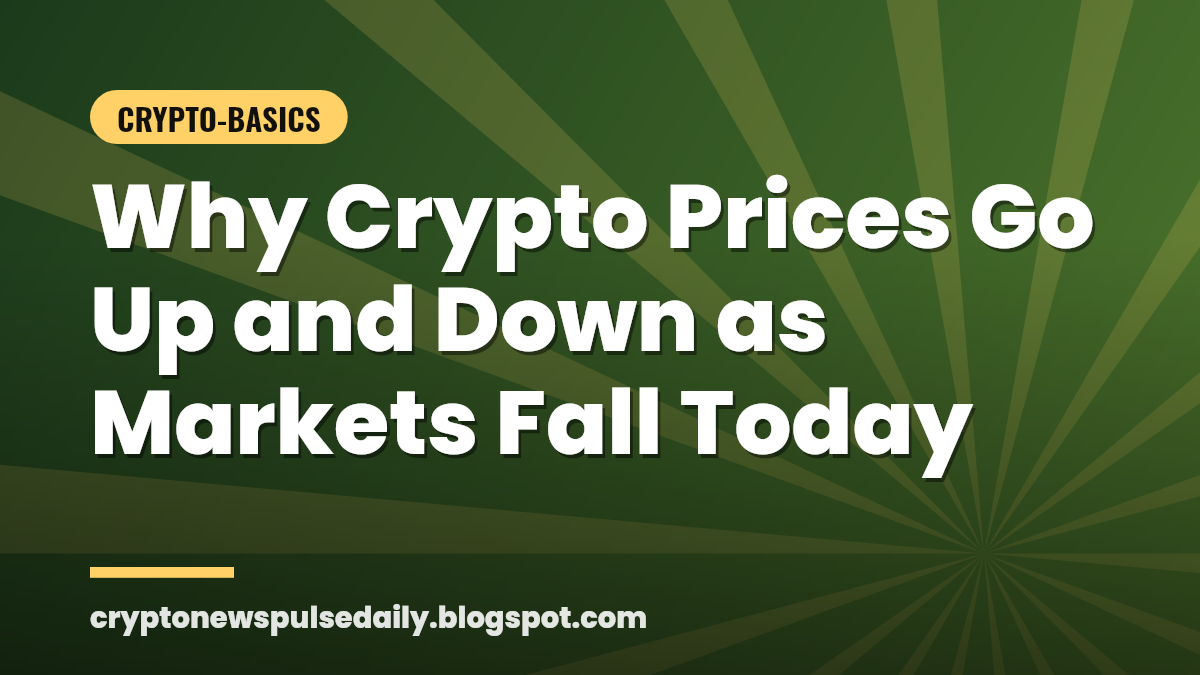 CRYPTO-BASICS
Why Crypto Prices Go
Up and Down as
Markets Fall Today
cryptonewspulsedaily.blogspot.com